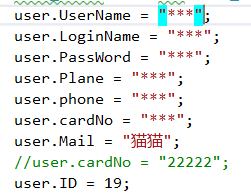 user.UserName = "***";
user.LoginName = "***";
user.PassWord = "***";
user.Plane = "***";
user.phone = "***";
user.cardNo = "***";
user.Mail = "猫猫";
//user.cardNo = "22222";
user.ID = 19;